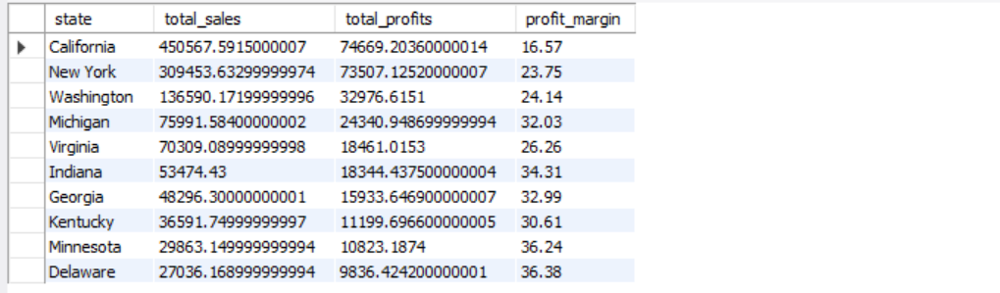 state total_sales total_profits profit_margin
California 450567.5915000007 74669.20360000014 16.57
New York 309453.63299999974 73507.12520000007 23.75
Washington 136590.17199999996 32976.6151 24.14
Michigan 75991.58400000002 24340.948699999994 32.03
Virginia 70309.08999999998 18461.0153 26.26
Indiana 53474.43 18344.437500000004 34.31
Georgia 48296.30000000001 15933.646900000007 32.99
Kentucky 36591.74999999997 11199.696600000005 30.61
Minnesota 29863.149999999994 10823.1874 36.24
Delaware 27036.168999999994 9836.424200000001 36.38